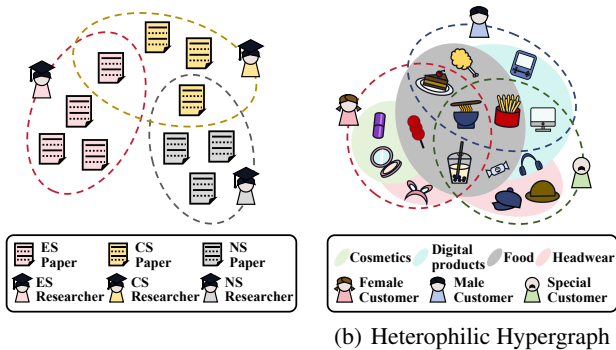 ES Paper
CS Paper
NS Paper
ES Researcher
CS Researcher
NS Researcher
Cosmetics
Digital products
Food
Headwear
Female Customer
Male Customer
Special Customer
(b) Heterophilic Hypergraph